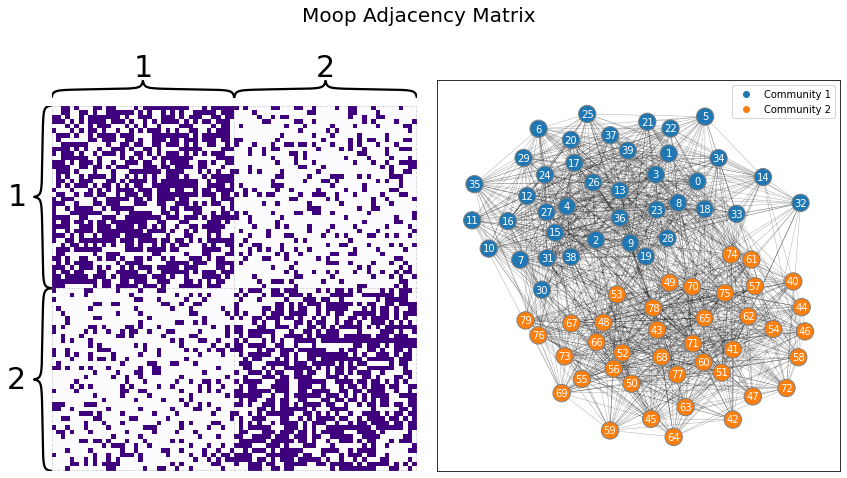 Moop Adjacency Matrix
1 2
1
2
Community 1
Community 2
25
5
6 21 22
37
20 39 1
29 17 34
24 3 14
35 26 0
13
12 8 32
4 23 18
27 33
11 16 36
15 28
10 2 9
7 31 38 19
74 61
30 49 70 57 40
53 75
78 44
79 67 48 65 62
76 43 54 46
66 71
73 52 68 41 58
56 60
55 50 77 51
69 72
47
63
45 42
59 64